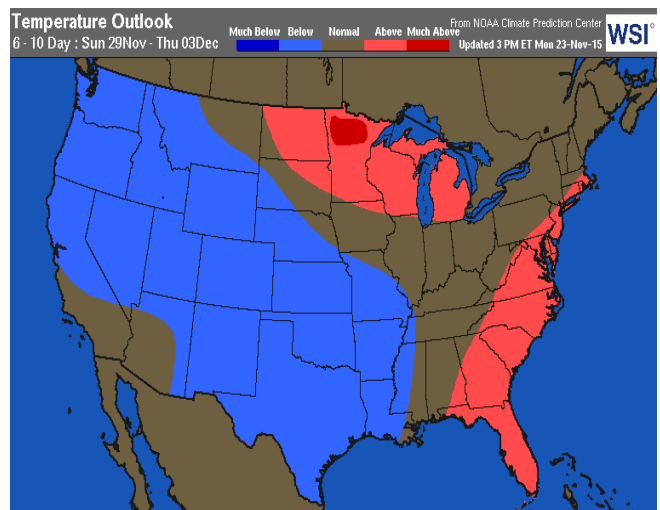 Temperature Outlook
6 - 10 Day : Sun 29Nov - Thu 03Dec
Much Below Below Normal Above Much Above
From NOAA Climate Prediction Center
Updated 3 PM ET Mon 23-Nov-15
WSI